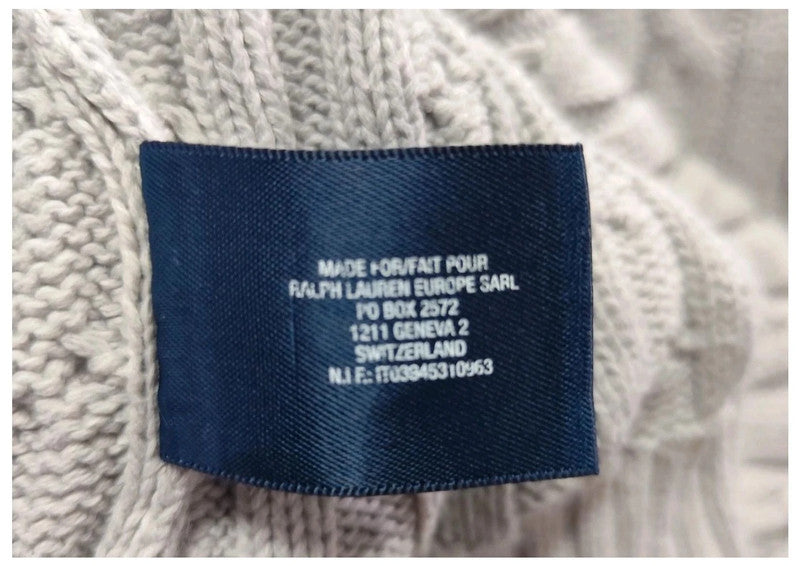 MADE FOR/FAIT POUR
RALPH LAUREN EUROPE SARL
PO BOX 2572
1211 GENEVA 2
SWITZERLAND
N.I.F.: IT03945310963